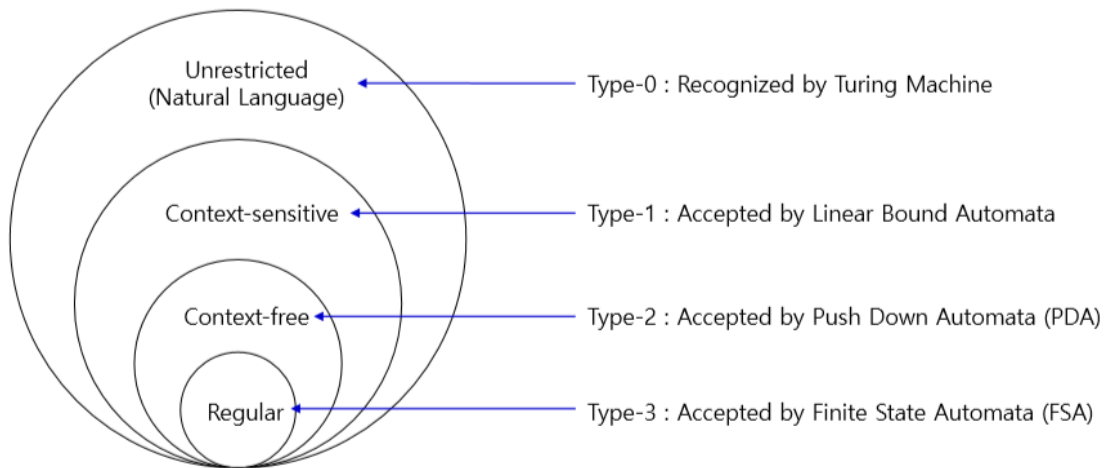 Unrestricted
(Natural Language)
Type-0 : Recognized by Turing Machine
Context-sensitive
Type-1 : Accepted by Linear Bound Automata
Context-free
Type-2 : Accepted by Push Down Automata (PDA)
Regular
Type-3 : Accepted by Finite State Automata (FSA)